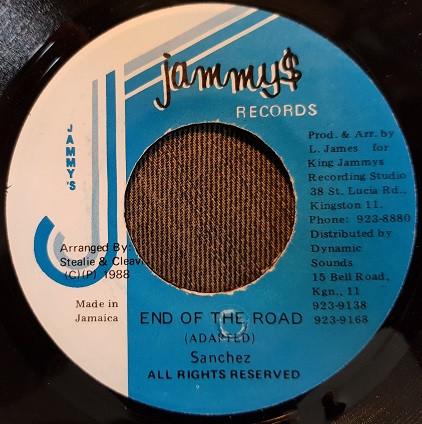 jammy$
RECORDS
JAMMY'S
Prod. & Arr. by
L. James for
King Jammys
Recording Studio
38 St. Lucia Rd.,
Kingston 11.
Phone: 923-8880
Distributed by
Dynamic
Sounds
15 Bell Road,
Kgn., 11
923-9138
923-9168
Arranged By:
Stealie & Cleav
(C)(P) 1988
Made in
Jamaica
END OF THE ROAD
(ADAPTED)
Sanchez
ALL RIGHTS RESERVED